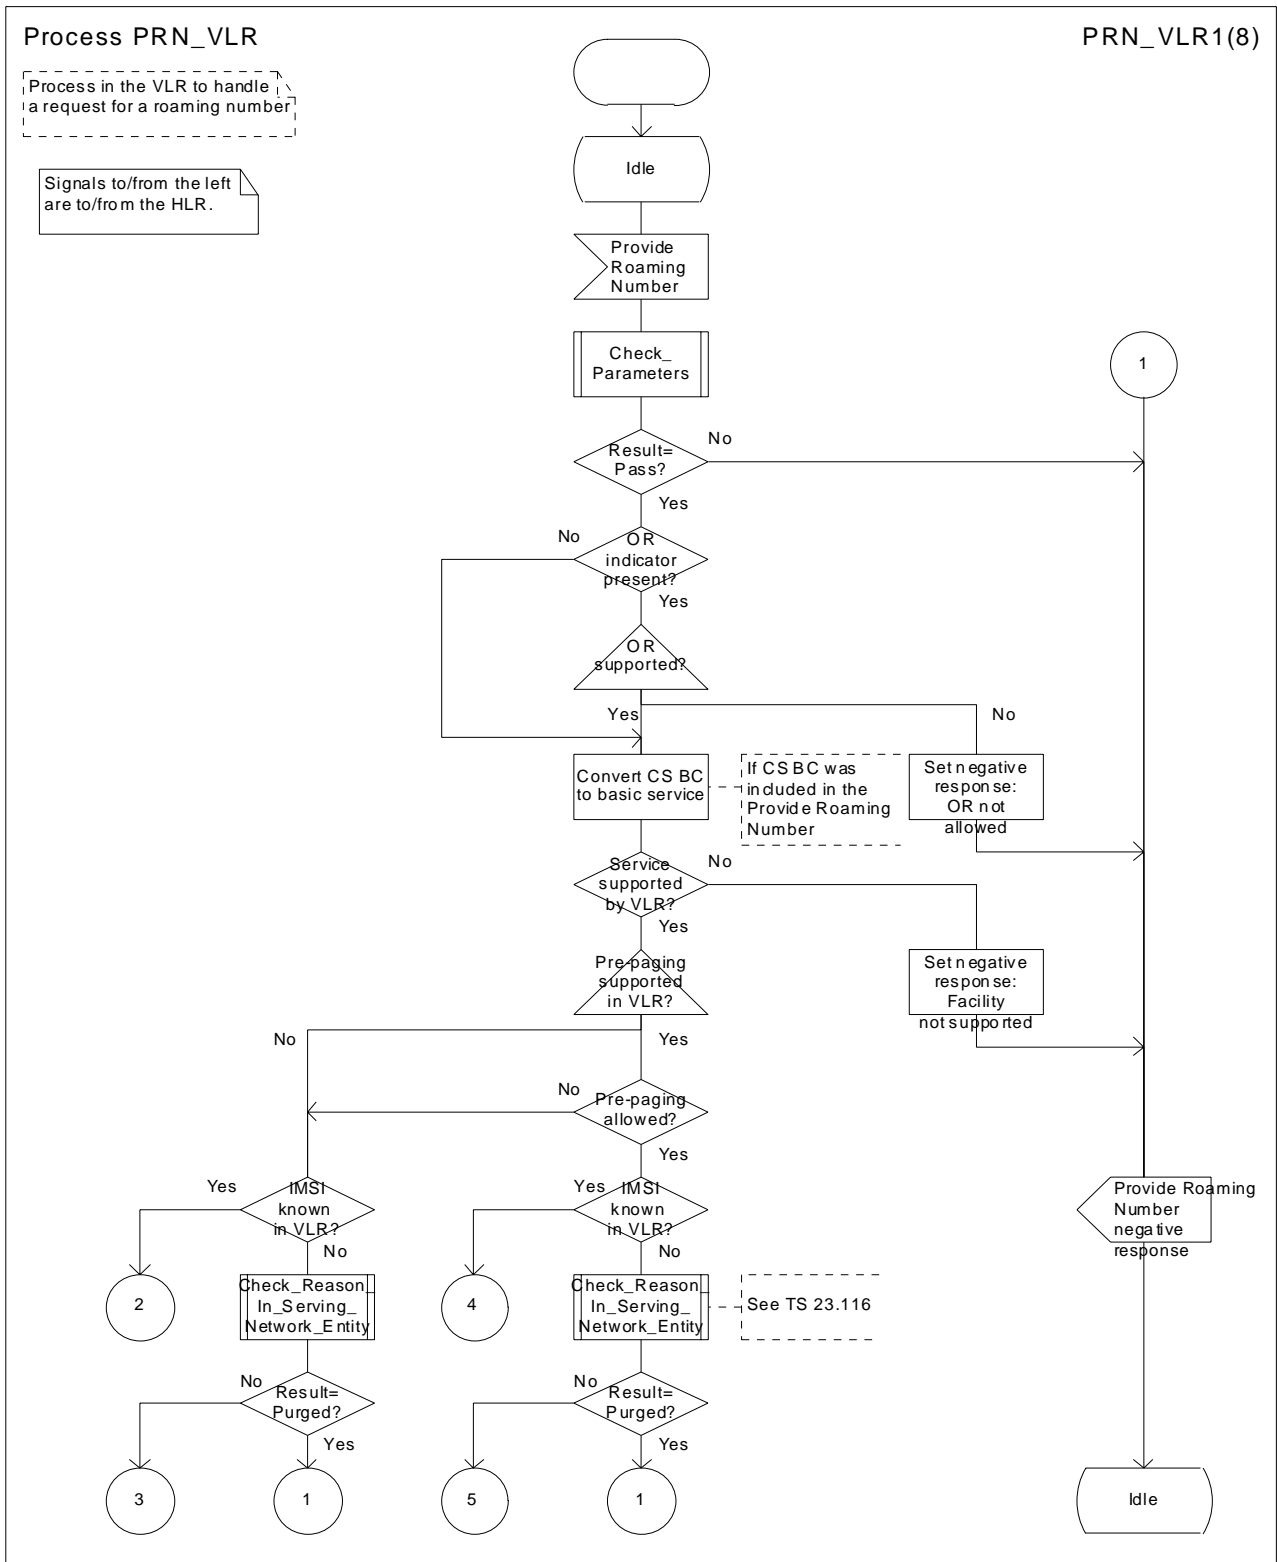 Process PRN_VLR
PRN_VLR1(8)
Process in the VLR to handle
a request for a roaming number
Signals to/from the left
are to/from the HLR.
Idle
Provide
Roaming
Number
Check_
Parameters
1
Result=
Pass?
No
Yes
No
OR
indicator
present?
Yes
OR
supported?
Yes
No
Convert CS BC
to basic service
If CS BC was
included in the
Provide Roaming
Number
Set negative
response:
OR not
allowed
Service
supported
by VLR?
No
Yes
Pre-paging
supported
in VLR?
Set negative
response:
Facility
not supported
No
Yes
No
Pre-paging
allowed?
Yes
Yes
IMSI
known
in VLR?
No
Yes
IMSI
known
in VLR?
No
Provide Roaming
Number
negative
response
2
Check_Reason_
In_Serving_
Network_Entity
4
Check_Reason_
In_Serving_
Network_Entity
See TS 23.116
No
Result=
Purged?
Yes
No
Result=
Purged?
Yes
3
1
5
1
Idle